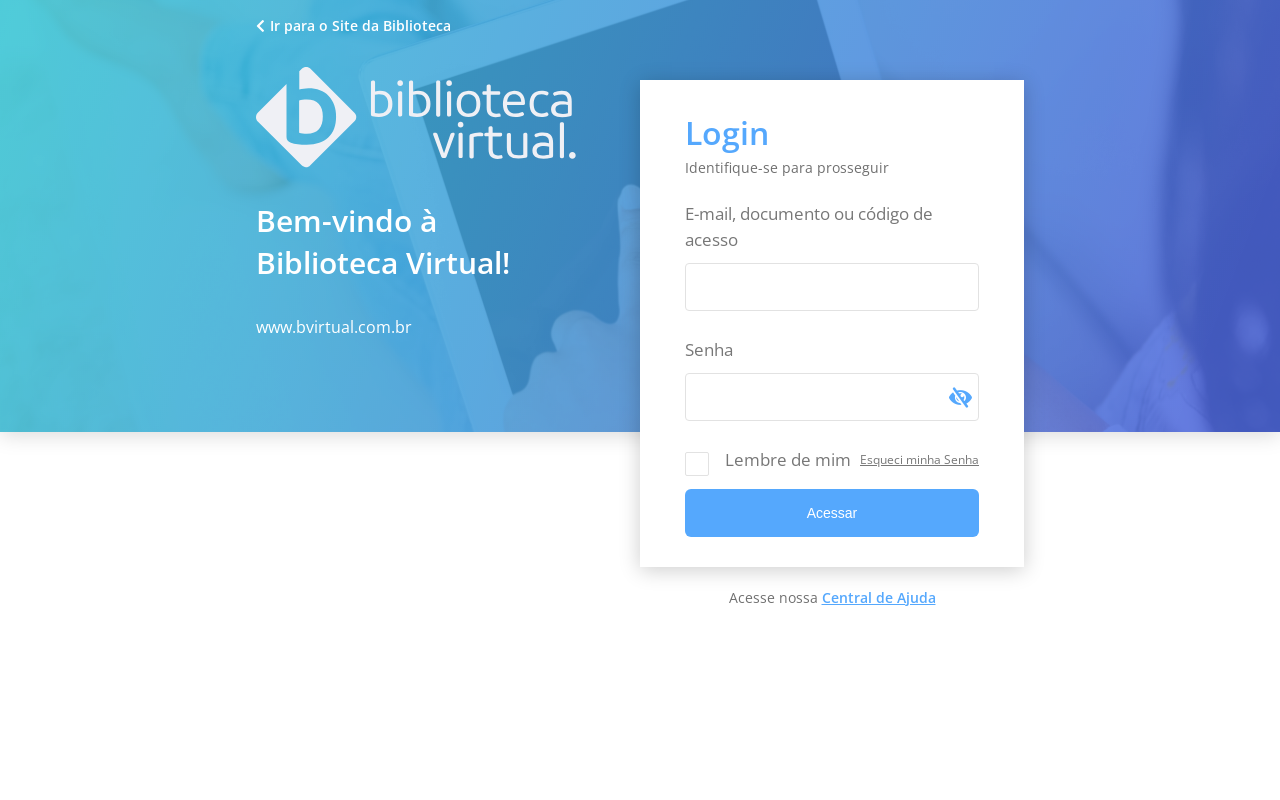 Ir para o Site da Biblioteca
biblioteca
virtual.
Bem-vindo à
Biblioteca Virtual!
www.bvirtual.com.br
Login
Identifique-se para prosseguir
E-mail, documento ou código de
acesso
Senha
Lembre de mim Esqueci minha Senha
Acessar
Acesse nossa Central de Ajuda